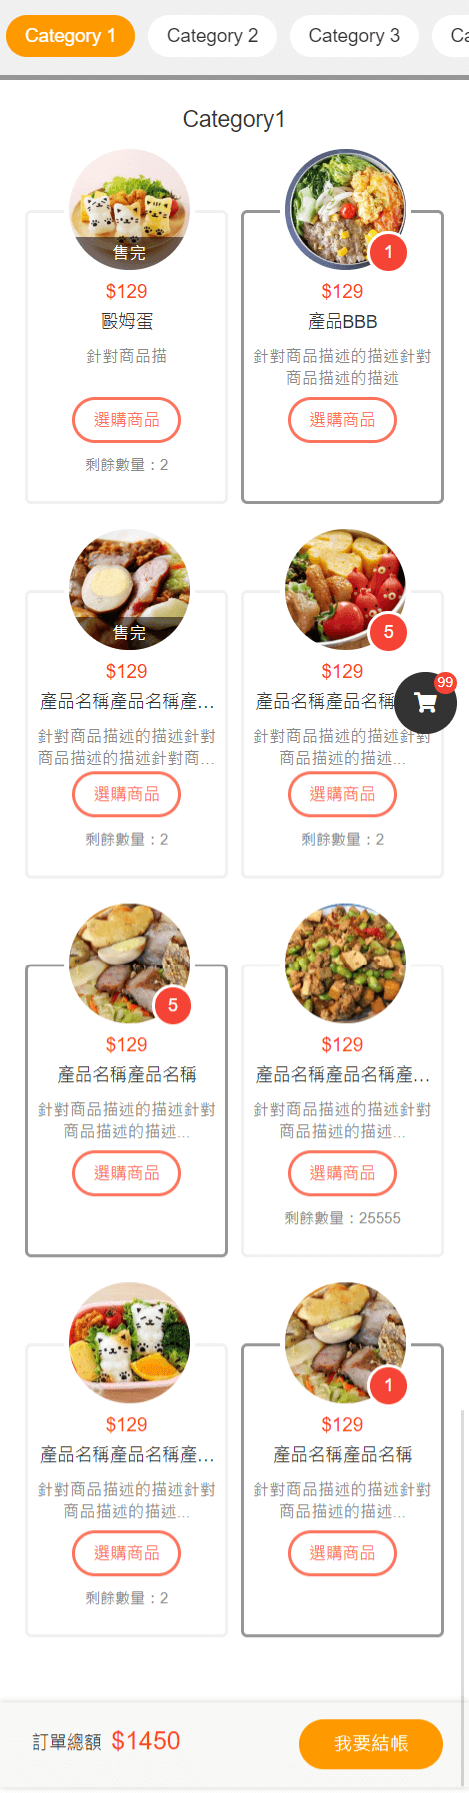 Category 1
Category 2
Category 3
Ca
Category1
售完
1
$129
$129
毆姆蛋
產品BBB
針對商品描
針對商品描述的描述針對
商品描述的描述
選購商品
選購商品
剩餘數量：2
售完
5
$129
$129
99
產品名稱產品名稱產...
產品名稱產品名稱
針對商品描述的描述針對
商品描述的描述針對商...
針對商品描述的描述針對
商品描述的描述...
選購商品
選購商品
剩餘數量：2
剩餘數量：2
5
$129
$129
產品名稱產品名稱
產品名稱產品名稱產...
針對商品描述的描述針對
商品描述的描述...
針對商品描述的描述針對
商品描述的描述...
選購商品
選購商品
剩餘數量：25555
1
$129
$129
產品名稱產品名稱產...
產品名稱產品名稱
針對商品描述的描述針對
商品描述的描述...
針對商品描述的描述針對
商品描述的描述...
選購商品
選購商品
剩餘數量：2
訂單總額 $1450
我要結帳